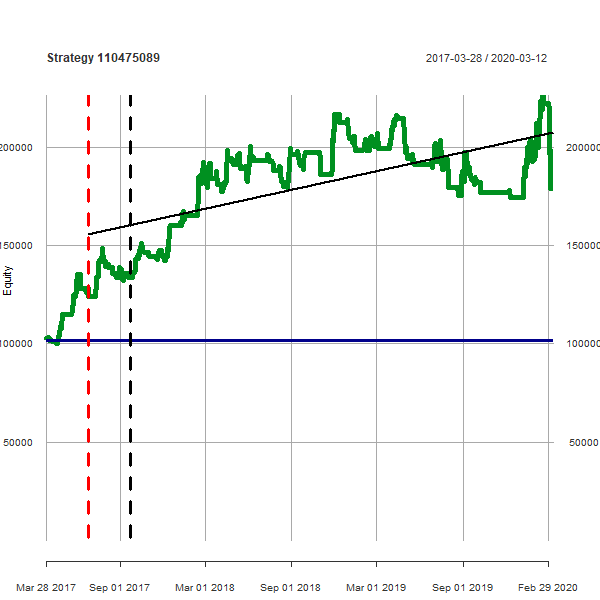 Strategy 110475089
2017-03-28 / 2020-03-12
200000
200000
150000
150000
Equity
100000
100000
50000
50000
Mar 28 2017
Sep 01 2017
Mar 01 2018
Sep 01 2018
Mar 01 2019
Sep 01 2019
Feb 29 2020